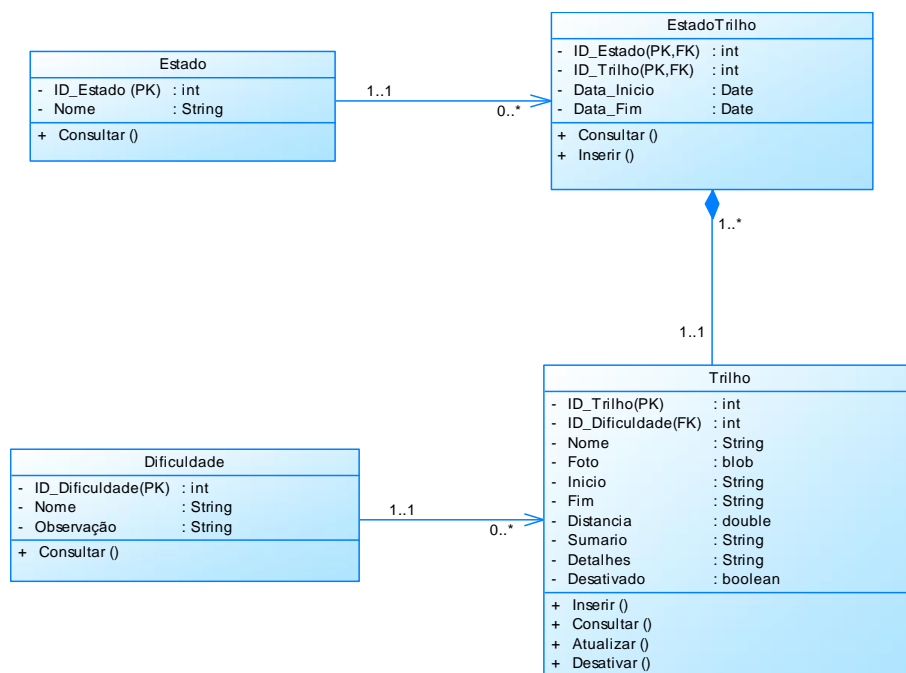 Estado
- ID_Estado (PK) : int
- Nome : String
+ Consultar ()
1..1
0..*
EstadoTrilho
- ID_Estado(PK,FK) : int
- ID_Trilho(PK,FK) : int
- Data_Inicio : Date
- Data_Fim : Date
+ Consultar ()
+ Inserir ()
1..*
1..1
Dificuldade
- ID_Dificuldade(PK) : int
- Nome : String
- Observação : String
+ Consultar ()
1..1
0..*
Trilho
- ID_Trilho(PK) : int
- ID_Dificuldade(FK) : int
- Nome : String
- Foto : blob
- Inicio : String
- Fim : String
- Distancia : double
- Sumario : String
- Detalhes : String
- Desativado : boolean
+ Inserir ()
+ Consultar ()
+ Atualizar ()
+ Desativar ()